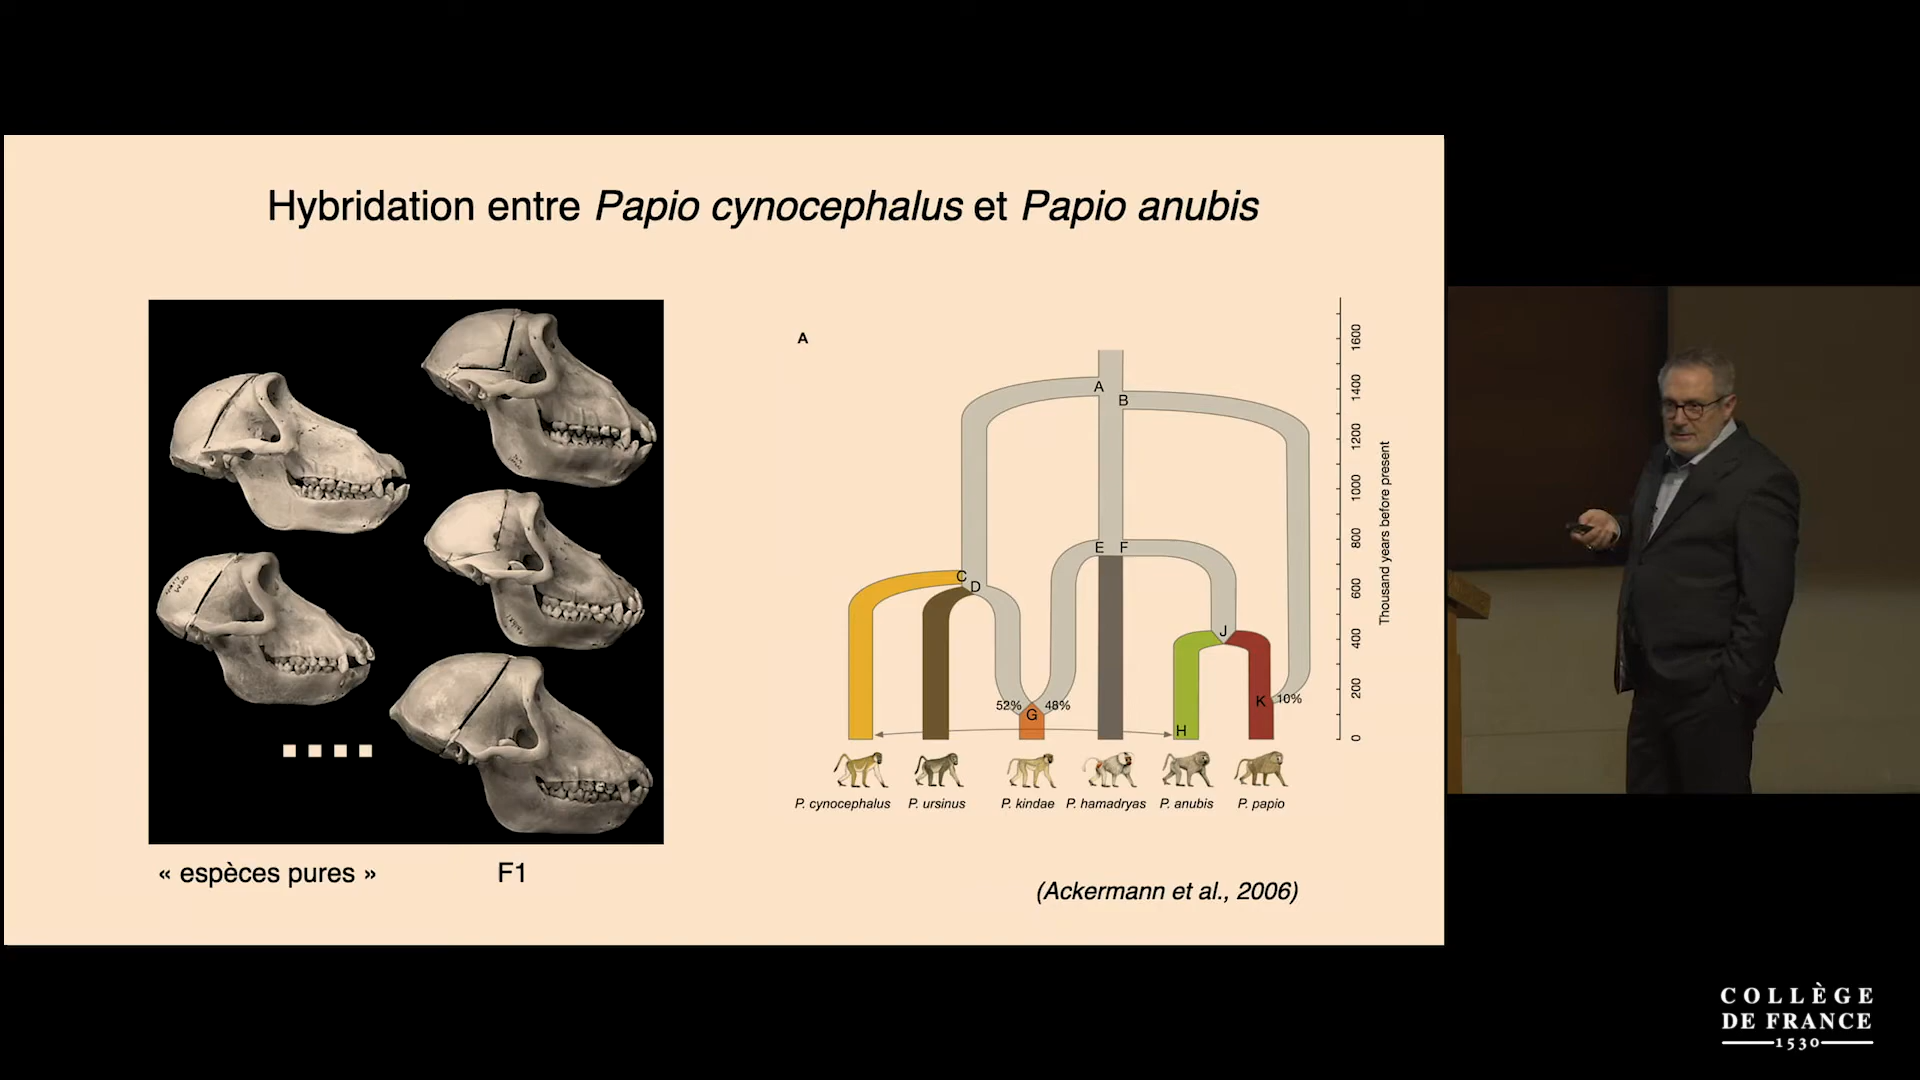 Hybridation entre Papio cynocephalus et Papio anubis
« espèces pures »
F1
A
A
B
C
D
E
F
G
H
J
K
52%
48%
10%
P. cynocephalus
P. ursinus
P. kindae
P. hamadryas
P. anubis
P. papio
1600
1400
1200
1000
800
600
400
200
0
Thousand years before present
(Ackermann et al., 2006)
COLLÈGE
DE FRANCE
1530